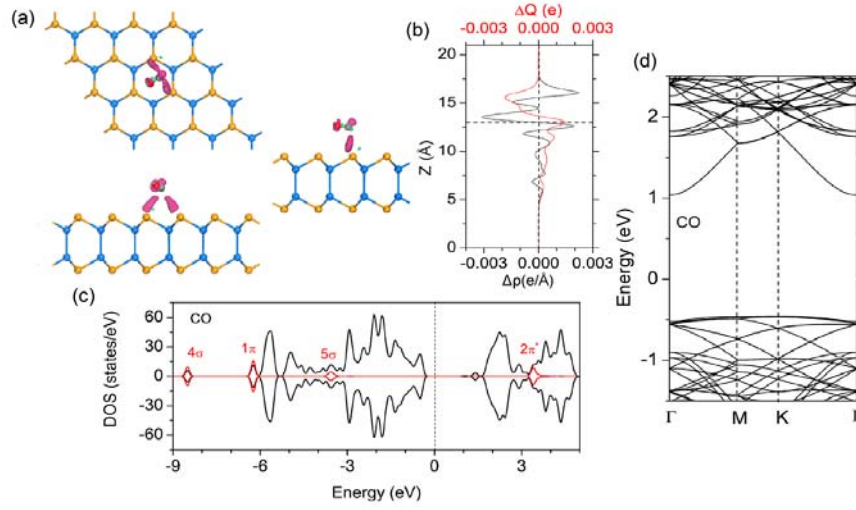 (a)
(b)
ΔQ (e)
-0.003 0.000 0.003
20
15
10
5
0
Z (Å)
-0.003 0.000 0.003
Δρ(e/Å)
(c)
CO
4σ
1π
5σ
2π*
60
30
0
-30
-60
DOS (states/eV)
-9 -6 -3 0 3
Energy (eV)
(d)
2
1
0
-1
Energy (eV)
CO
Γ M K